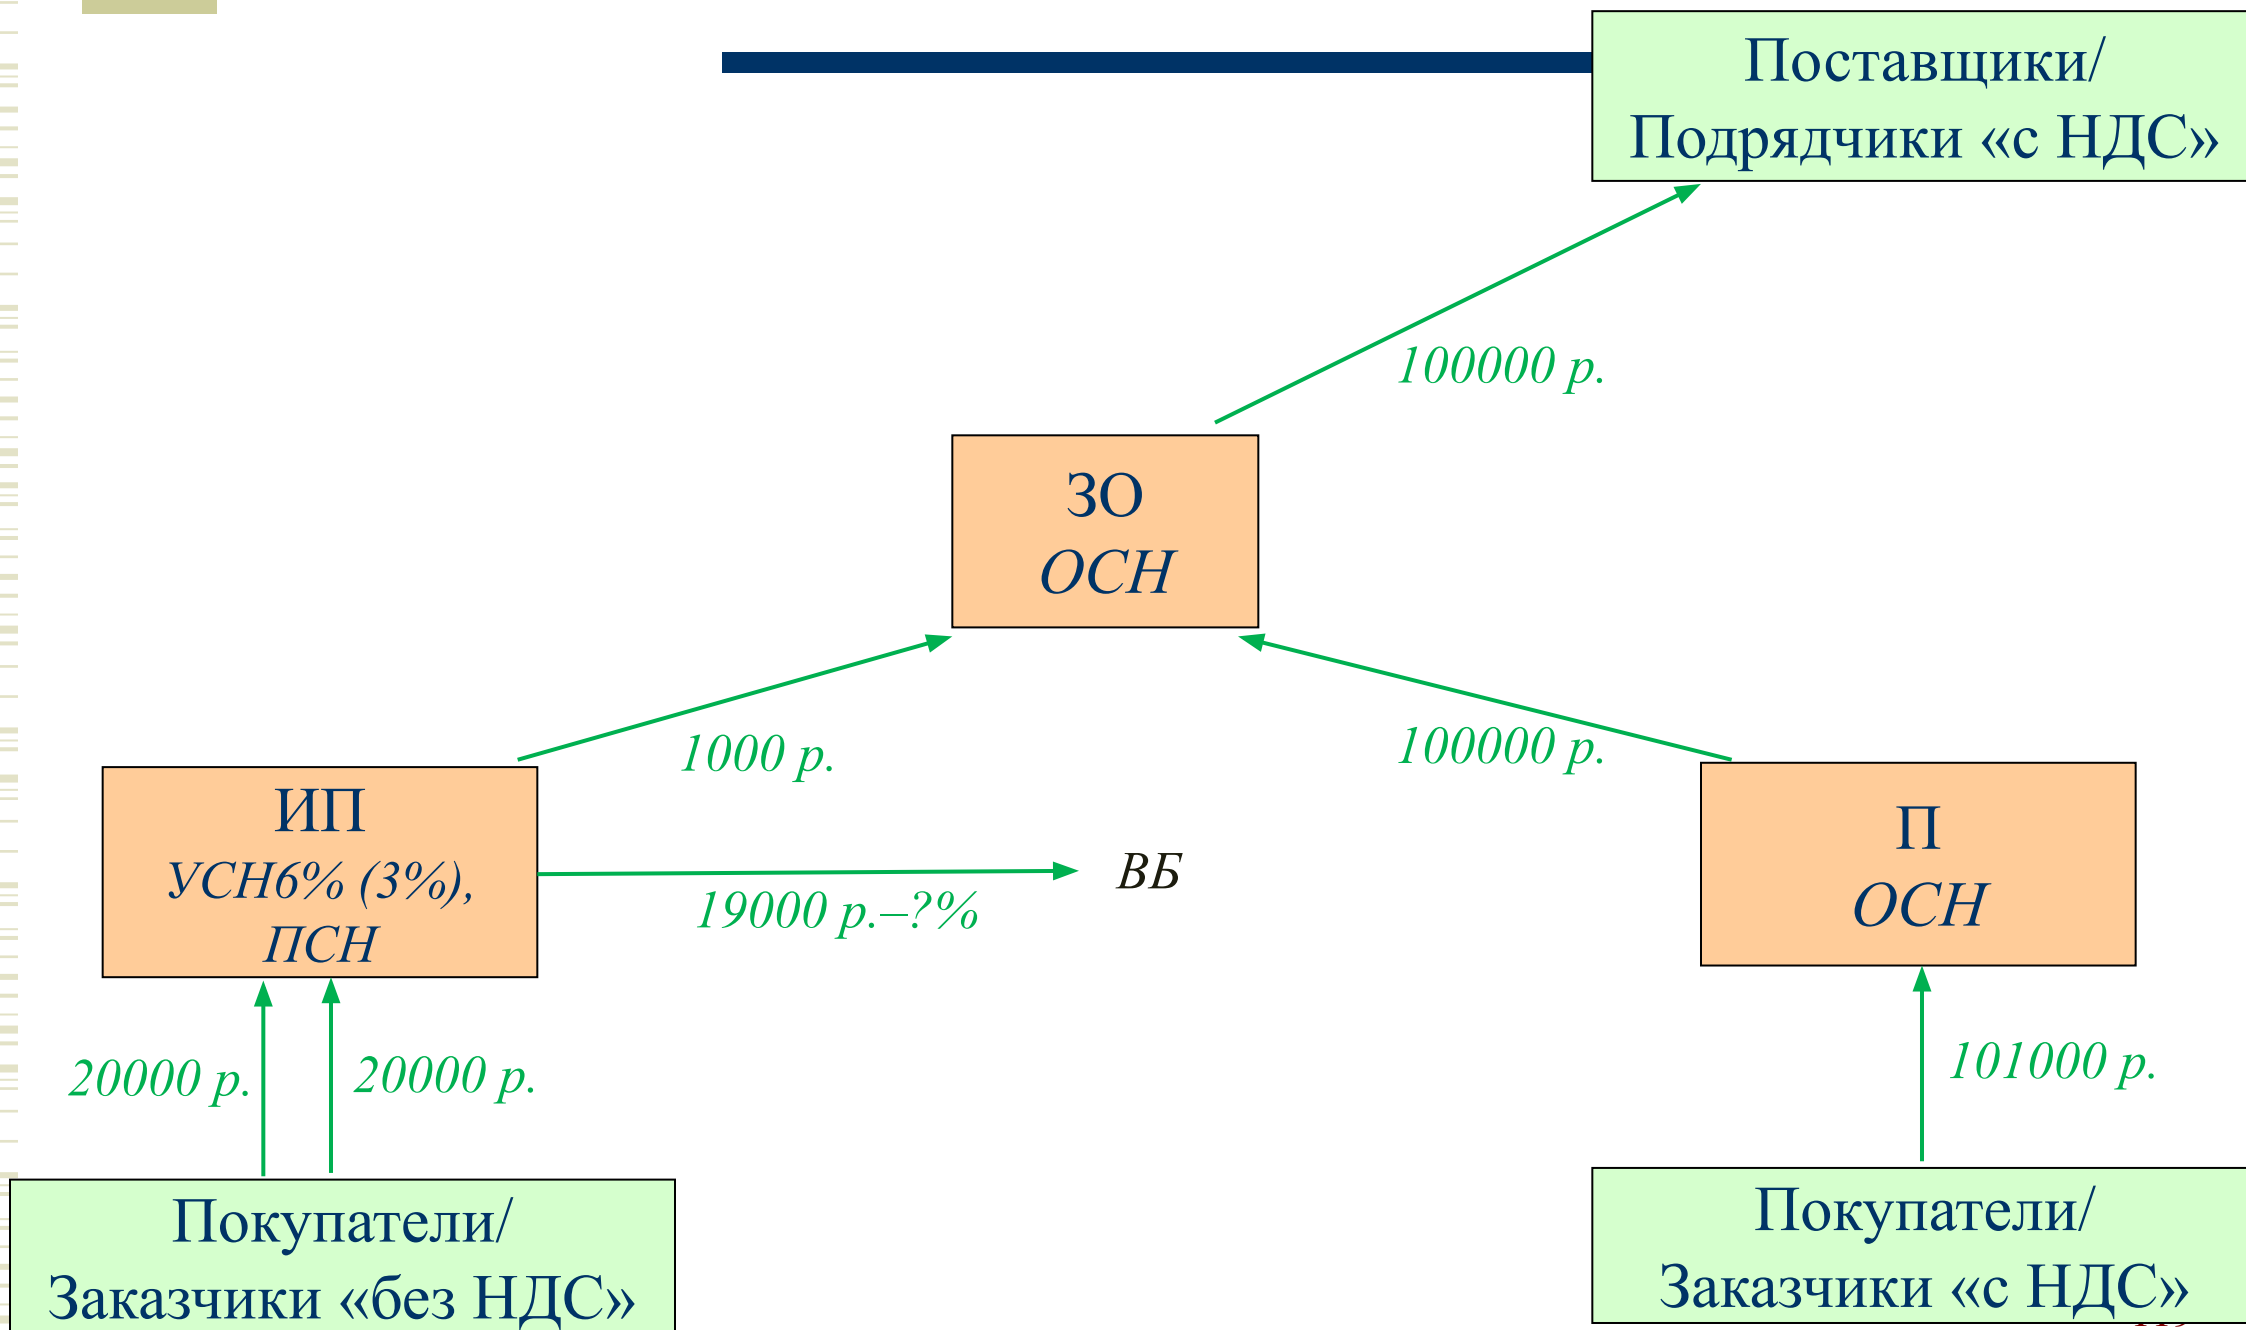 Поставщики/
Подрядчики «с НДС»
100000 р.
ЗО
ОСН
1000 р.
100000 р.
ИП
УСН6% (3%),
ПСН
19000 р.–?%
ВБ
П
ОСН
20000 р.
20000 р.
101000 р.
Покупатели/
Заказчики «без НДС»
Покупатели/
Заказчики «с НДС»